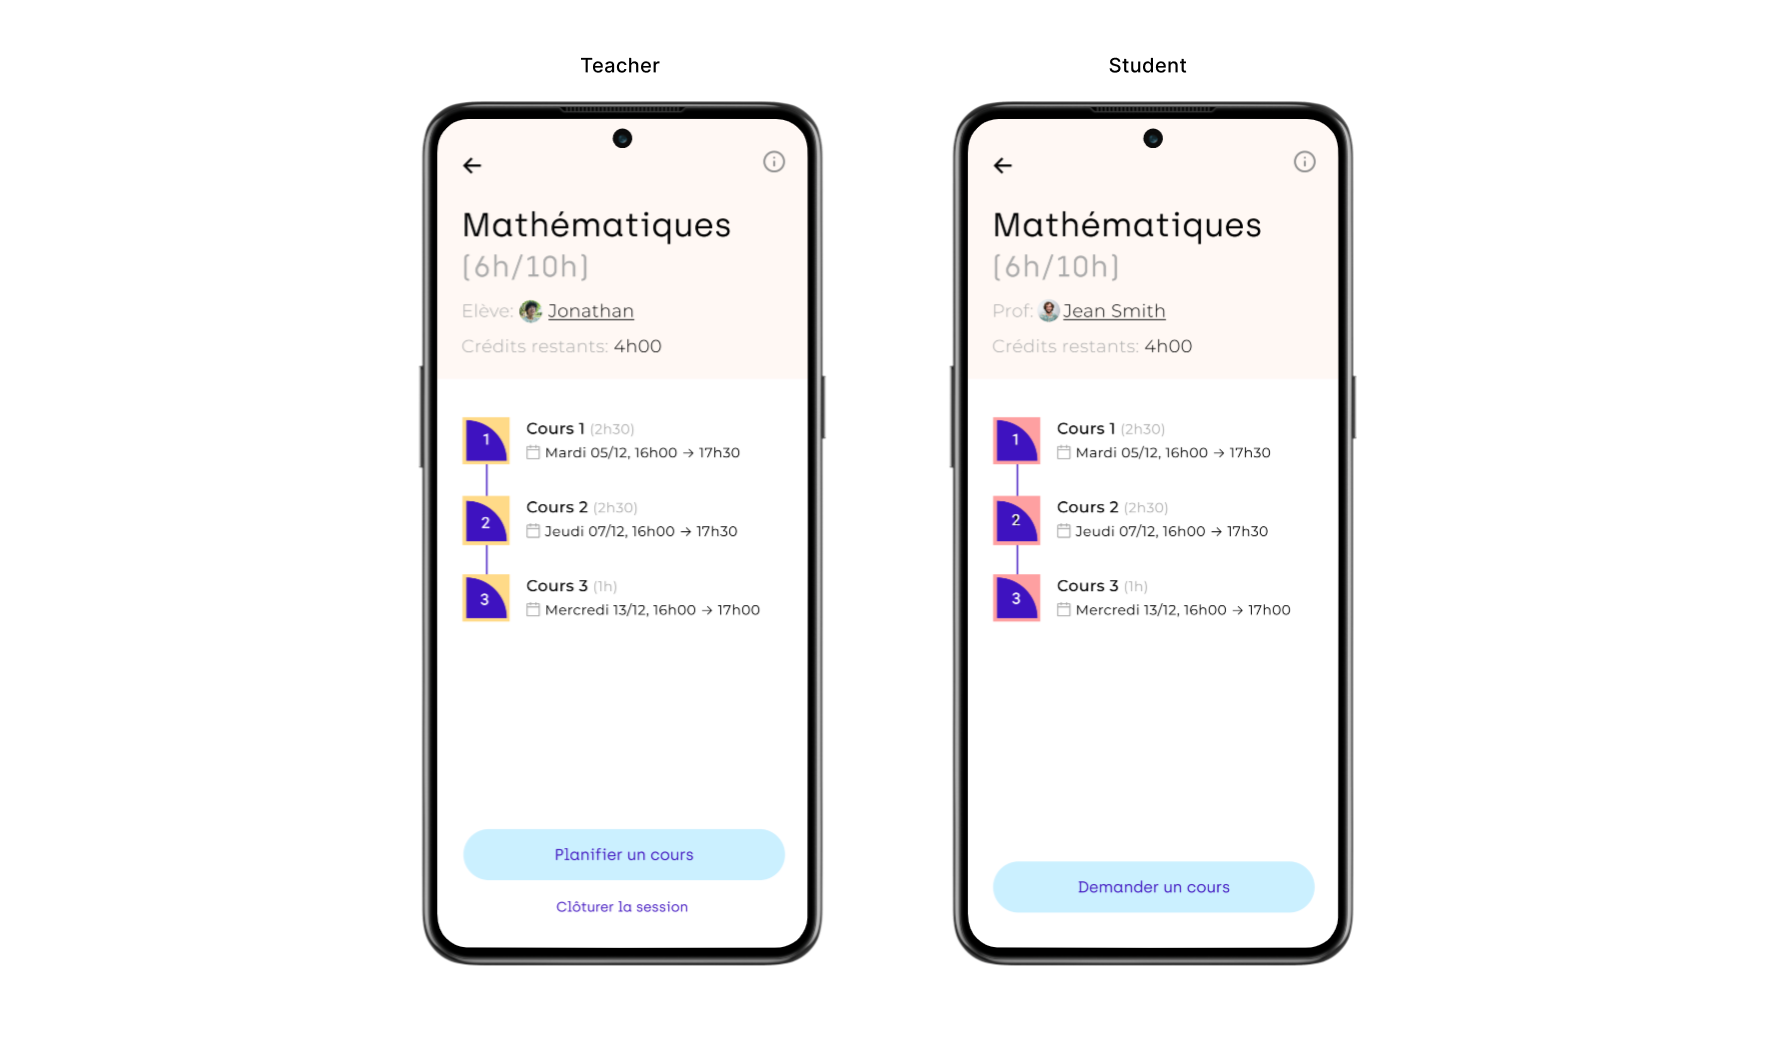 Teacher
Mathématiques
(6h/10h)
Elève: Jonathan
Crédits restants: 4h00
1
Cours 1 (2h30)
Mardi 05/12, 16h00 → 17h30
2
Cours 2 (2h30)
Jeudi 07/12, 16h00 → 17h30
3
Cours 3 (1h)
Mercredi 13/12, 16h00 → 17h00
Planifier un cours
Clôturer la session
Student
Mathématiques
(6h/10h)
Prof: Jean Smith
Crédits restants: 4h00
1
Cours 1 (2h30)
Mardi 05/12, 16h00 → 17h30
2
Cours 2 (2h30)
Jeudi 07/12, 16h00 → 17h30
3
Cours 3 (1h)
Mercredi 13/12, 16h00 → 17h00
Demander un cours